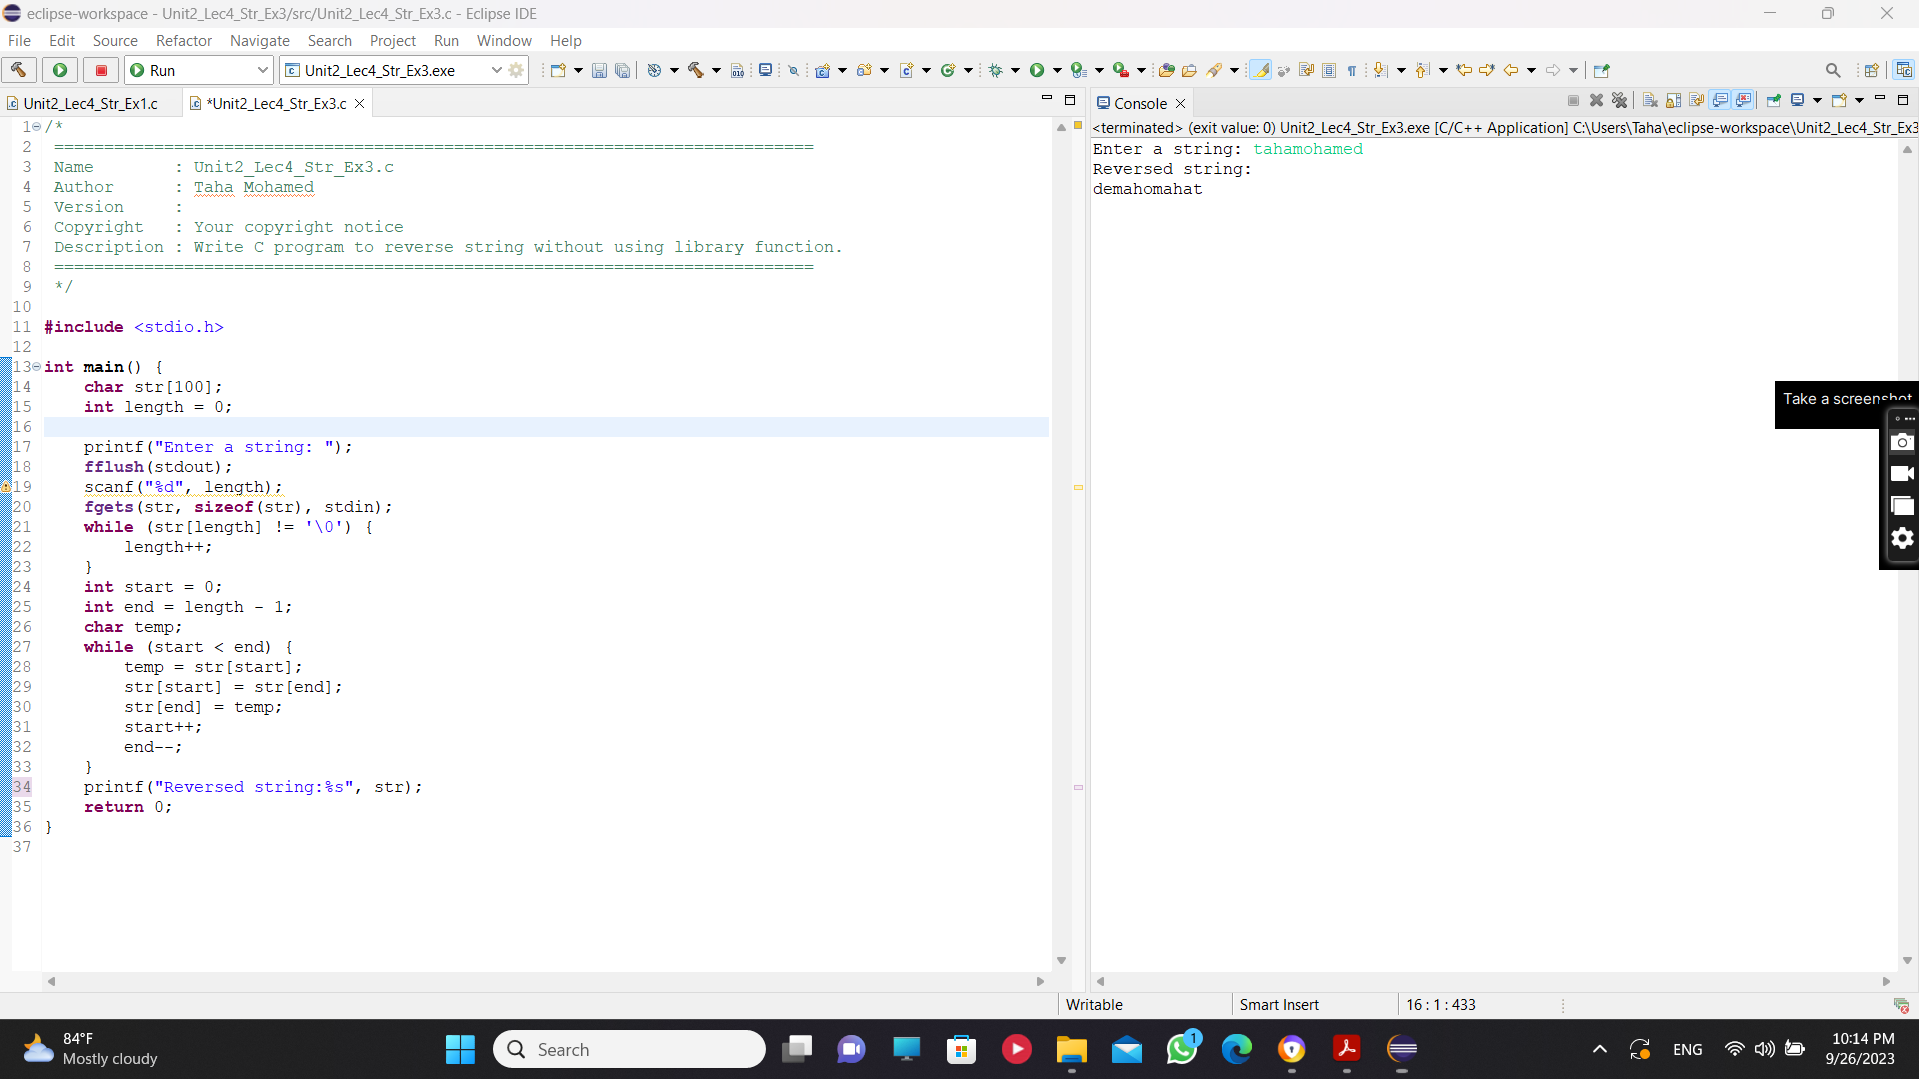 eclipse-workspace - Unit2_Lec4_Str_Ex3/src/Unit2_Lec4_Str_Ex3.c - Eclipse IDE
File Edit Source Refactor Navigate Search Project Run Window Help
Run Unit2_Lec4_Str_Ex3.exe
Unit2_Lec4_Str_Ex1.c *Unit2_Lec4_Str_Ex3.c
1 /*
2 ============================================================================
3 Name : Unit2_Lec4_Str_Ex3.c
4 Author : Taha Mohamed
5 Version :
6 Copyright : Your copyright notice
7 Description : Write C program to reverse string without using library function.
8 ============================================================================
9 */
10
11 #include <stdio.h>
12
13 int main() {
14 char str[100];
15 int length = 0;
16
17 printf("Enter a string: ");
18 fflush(stdout);
19 scanf("%d", length);
20 fgets(str, sizeof(str), stdin);
21 while (str[length] != '\0') {
22 length++;
23 }
24 int start = 0;
25 int end = length - 1;
26 char temp;
27 while (start < end) {
28 temp = str[start];
29 str[start] = str[end];
30 str[end] = temp;
31 start++;
32 end--;
33 }
34 printf("Reversed string:%s", str);
35 return 0;
36 }
37
Console
<terminated> (exit value: 0) Unit2_Lec4_Str_Ex3.exe [C/C++ Application] C:\Users\Taha\eclipse-workspace\Unit2_Lec4_Str_Ex3
Enter a string: tahamohamed
Reversed string:
demahomahat
Take a screenshot
Writable Smart Insert 16 : 1 : 433
84°F
Mostly cloudy
Search
1
ENG
10:14 PM
9/26/2023